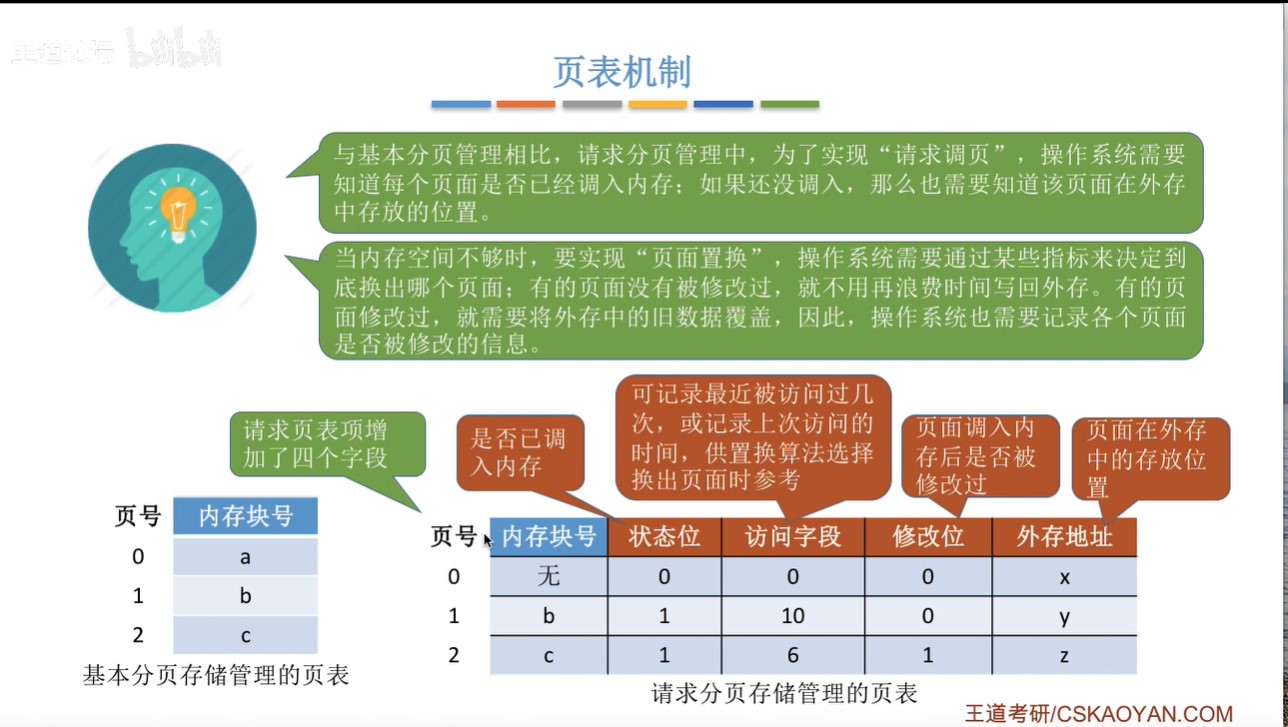 王道论坛 bilibili
页表机制
与基本分页管理相比，请求分页管理中，为了实现“请求调页”，操作系统需要
知道每个页面是否已经调入内存；如果还没调入，那么也需要知道该页面在外存
中存放的位置。
当内存空间不够时，要实现“页面置换”，操作系统需要通过某些指标来决定到
底换出哪个页面；有的页面没有被修改过，就不用再浪费时间写回外存。有的页
面修改过，就需要将外存中的旧数据覆盖，因此，操作系统也需要记录各个页面
是否被修改的信息。
请求页表项增
加了四个字段
是否已调
入内存
可记录最近被访问过几
次，或记录上次访问的
时间，供置换算法选择
换出页面时参考
页面调入内
存后是否被
修改过
页面在外存
中的存放位
置
页号 内存块号
0 a
1 b
2 c
基本分页存储管理的页表
页号 内存块号 状态位 访问字段 修改位 外存地址
0 无 0 0 0 x
1 b 1 10 0 y
2 c 1 6 1 z
请求分页存储管理的页表
王道考研/CSKAOYAN.COM